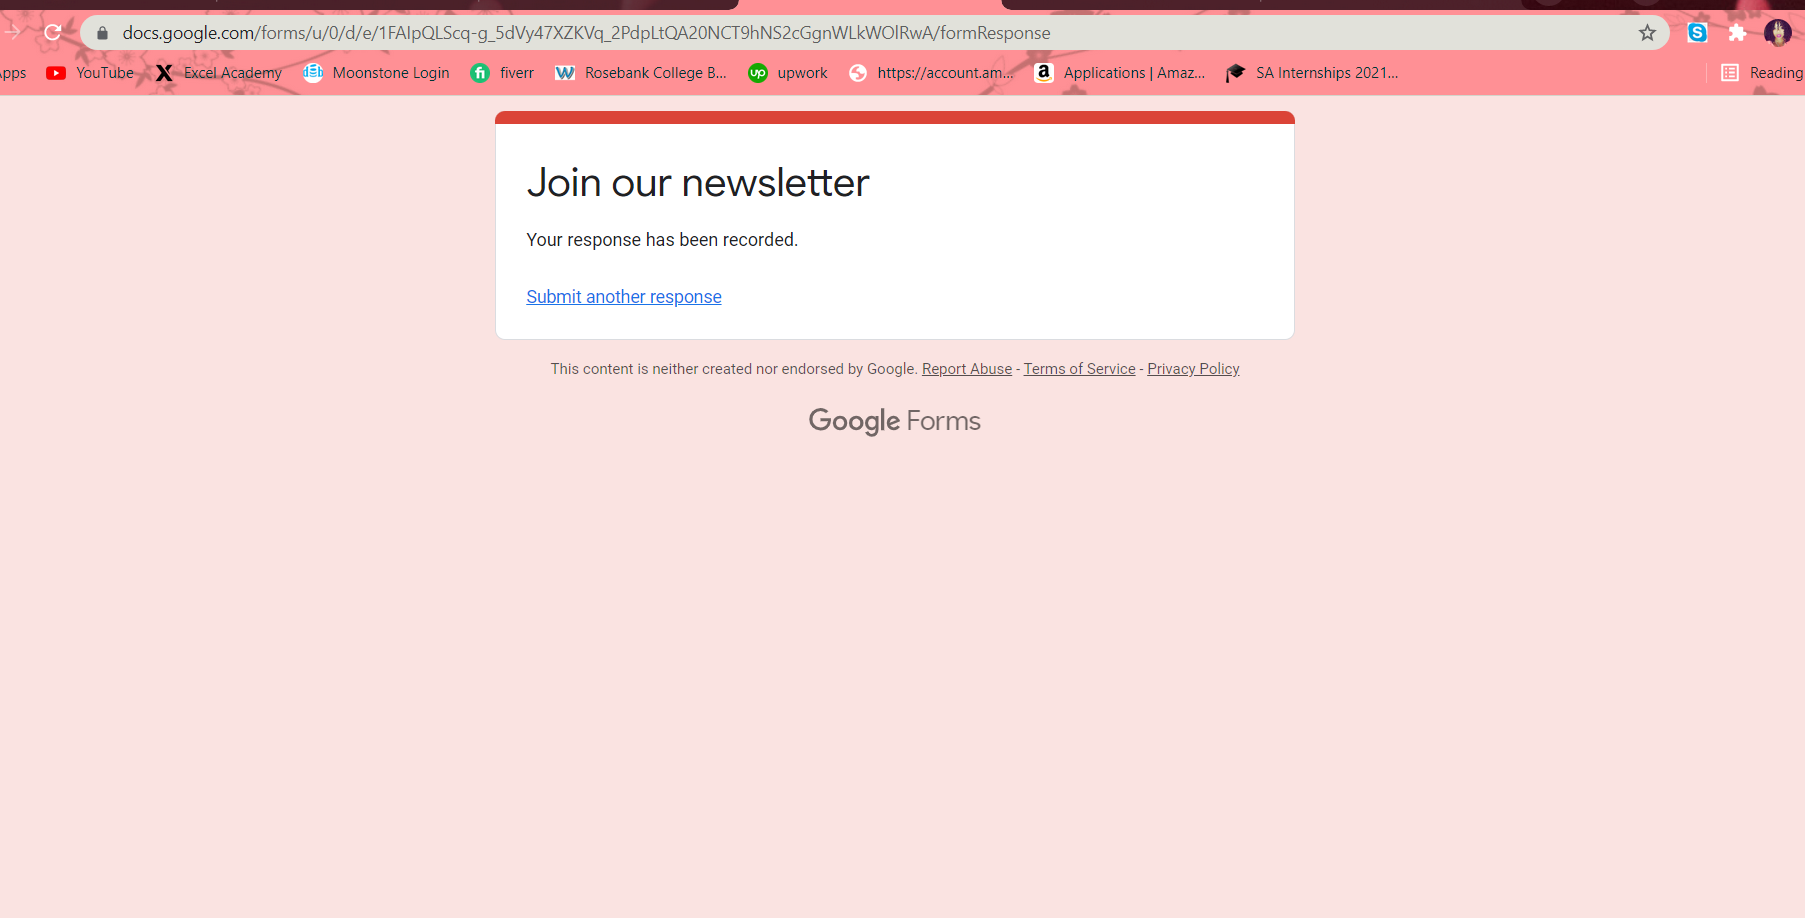 docs.google.com/forms/u/0/d/e/1FAIpQLScq-g_5dVy47XZKVq_2PdpLtQA20NCT9hNS2cGgnWLkWOlRwA/formResponse
pps YouTube Excel Academy Moonstone Login fiverr Rosebank College B... upwork https://account.am... Applications | Amaz... SA Internships 2021... Reading
Join our newsletter
Your response has been recorded.
Submit another response
This content is neither created nor endorsed by Google. Report Abuse - Terms of Service - Privacy Policy
Google Forms